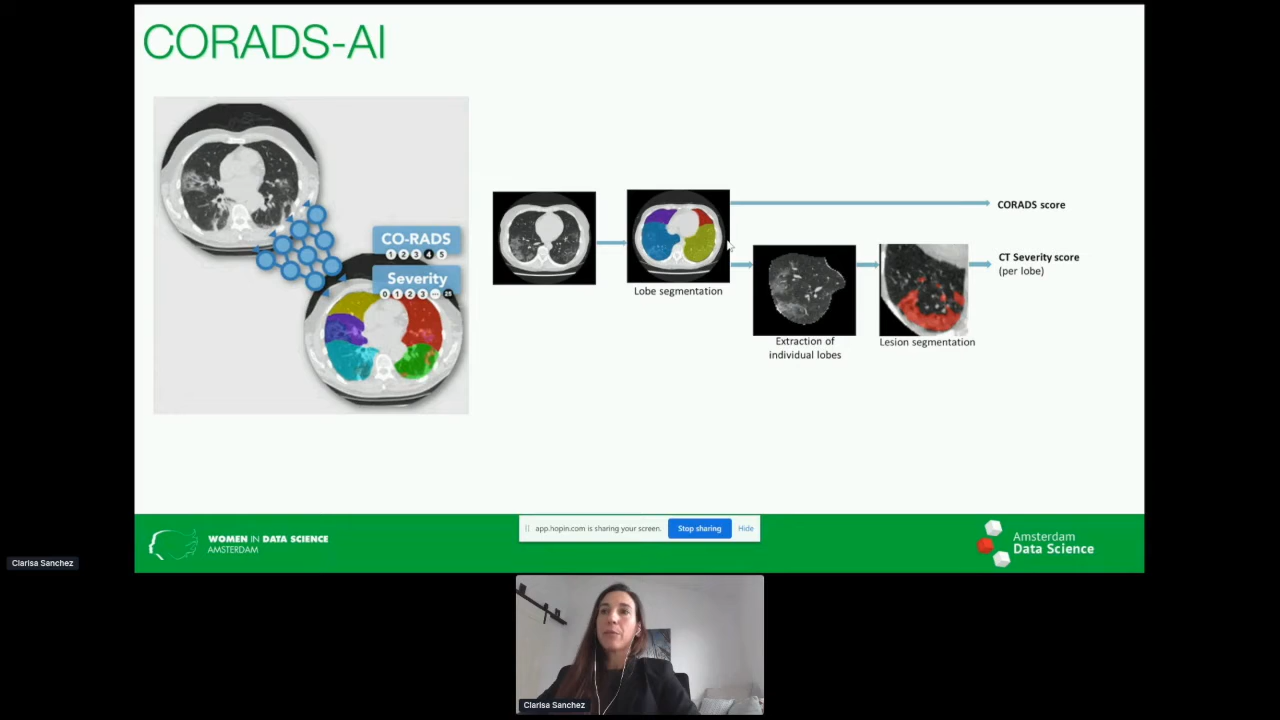 CORADS-AI
CO-RADS
1 2 3 4 5
Severity
0 1 2 3 ... 25
Lobe segmentation
Extraction of
individual lobes
Lesion segmentation
CORADS score
CT Severity score
(per lobe)
WOMEN IN DATA SCIENCE
AMSTERDAM
app.hopin.com is sharing your screen.
Stop sharing
Hide
Amsterdam
Data Science
Clarisa Sanchez
Clarisa Sanchez